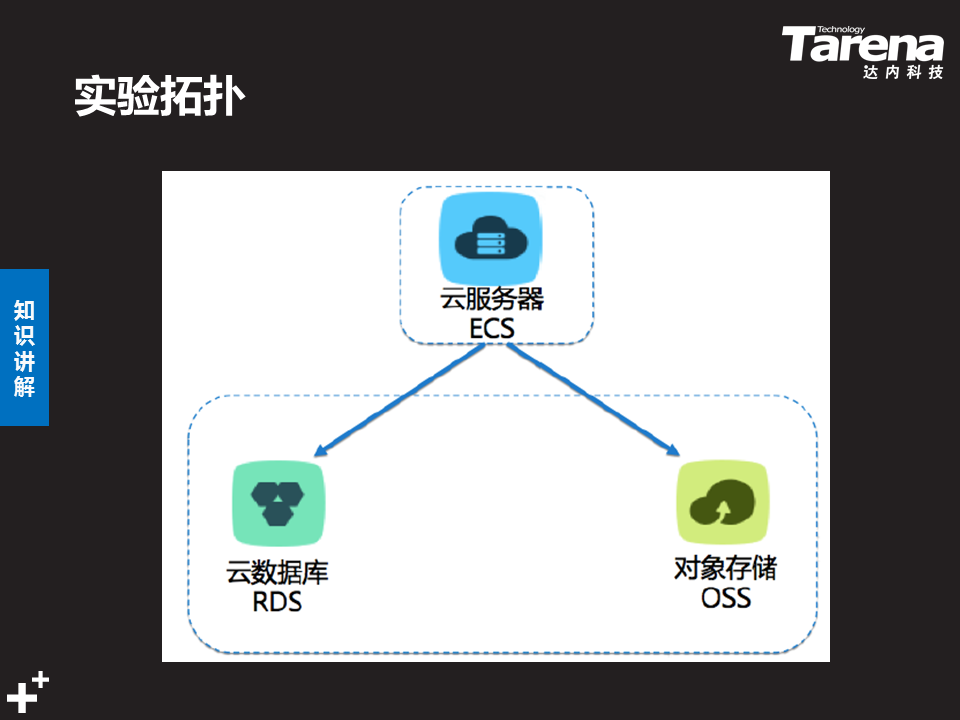 Technology
Tarena
达内科技
实验拓扑
知识讲解
云服务器
ECS
云数据库
RDS
对象存储
OSS